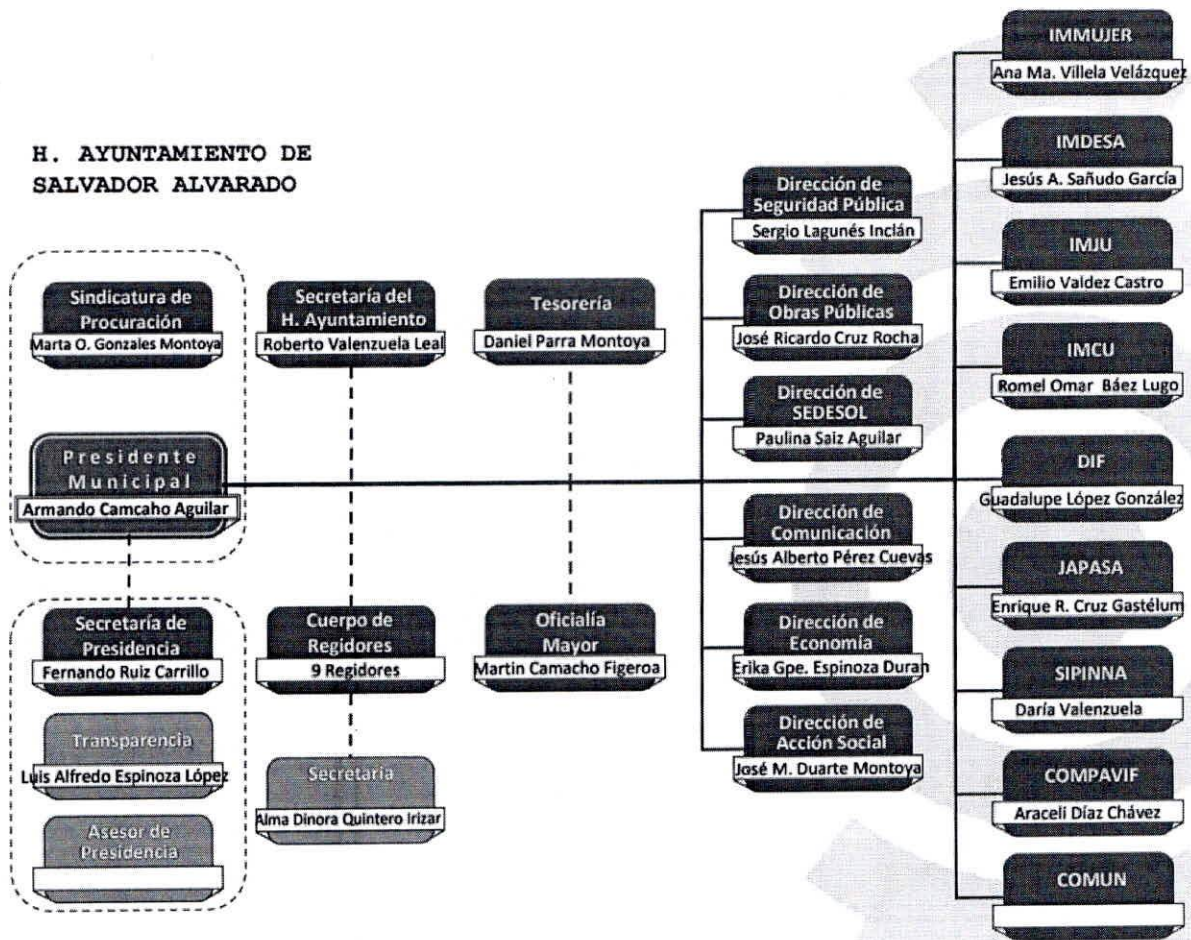 H. AYUNTAMIENTO DE
SALVADOR ALVARADO
Sindicatura de
Procuración
Marta O. Gonzales Montoya
Secretaría del
H. Ayuntamiento
Roberto Valenzuela Leal
Tesorería
Daniel Parra Montoya
Presidente
Municipal
Armando Camcaho Aguilar
Secretaría de
Presidencia
Fernando Ruiz Carrillo
Cuerpo de
Regidores
9 Regidores
Oficialía
Mayor
Martin Camacho Figeroa
Transparencia
Luis Alfredo Espinoza López
Secretaria
Alma Dinora Quintero Irizar
Asesor de
Presidencia
Dirección de
Seguridad Pública
Sergio Lagunés Inclán
Dirección de
Obras Públicas
José Ricardo Cruz Rocha
Dirección de
SEDESOL
Paulina Saiz Aguilar
Dirección de
Comunicación
Jesús Alberto Pérez Cuevas
Dirección de
Economía
Erika Gpe. Espinoza Duran
Dirección de
Acción Social
José M. Duarte Montoya
IMMUJER
Ana Ma. Villela Velázquez
IMDESA
Jesús A. Sañudo García
IMJU
Emilio Valdez Castro
IMCU
Romel Omar Báez Lugo
DIF
Guadalupe López González
JAPASA
Enrique R. Cruz Gastélum
SIPINNA
Daría Valenzuela
COMPAVIF
Araceli Díaz Chávez
COMUN